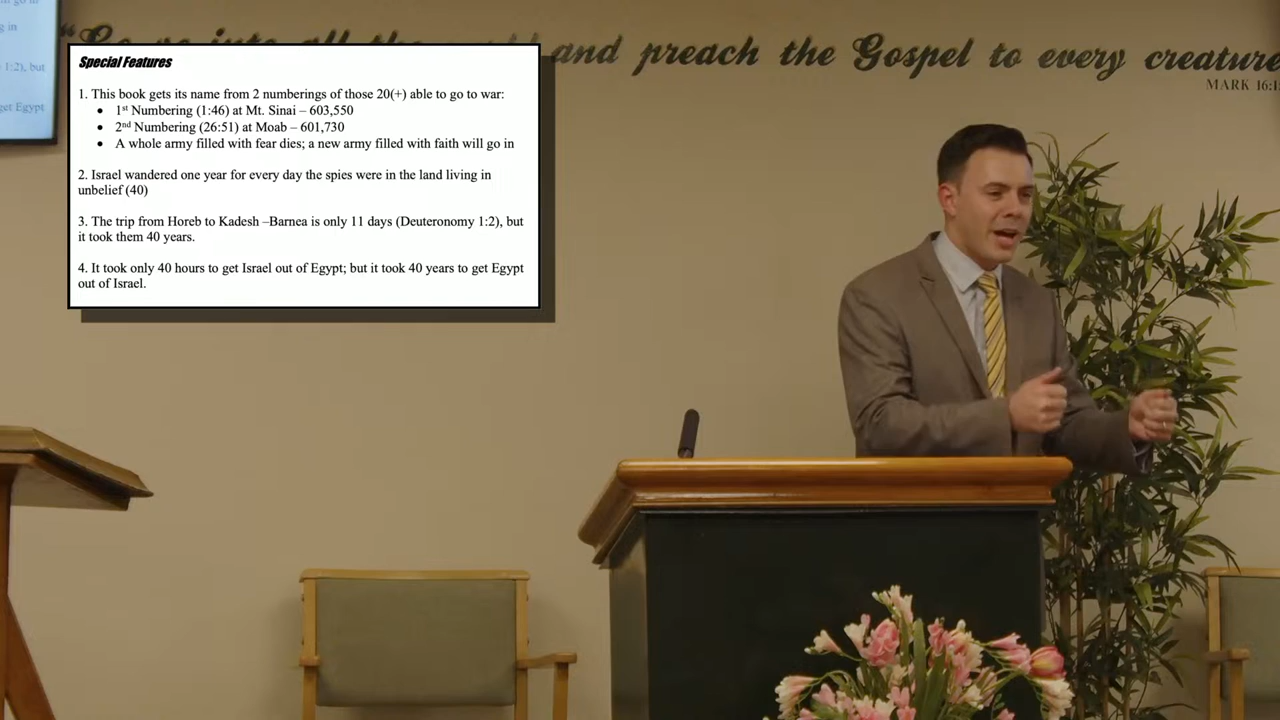 and preach the Gospel to every creature
MARK 16:1
Special Features
1. This book gets its name from 2 numberings of those 20(+) able to go to war:
• 1st Numbering (1:46) at Mt. Sinai – 603,550
• 2nd Numbering (26:51) at Moab – 601,730
• A whole army filled with fear dies; a new army filled with faith will go in
2. Israel wandered one year for every day the spies were in the land living in
unbelief (40)
3. The trip from Horeb to Kadesh –Barnea is only 11 days (Deuteronomy 1:2), but
it took them 40 years.
4. It took only 40 hours to get Israel out of Egypt; but it took 40 years to get Egypt
out of Israel.
1:2), but
get Egypt